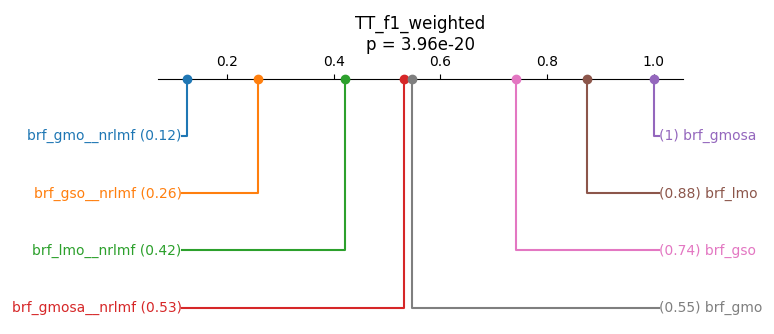 TT_f1_weighted
p = 3.96e-20
0.2 0.4 0.6 0.8 1.0
brf_gmo__nrlmf (0.12) (1) brf_gmosa
brf_gso__nrlmf (0.26) (0.88) brf_lmo
brf_lmo__nrlmf (0.42) (0.74) brf_gso
brf_gmosa__nrlmf (0.53) (0.55) brf_gmo